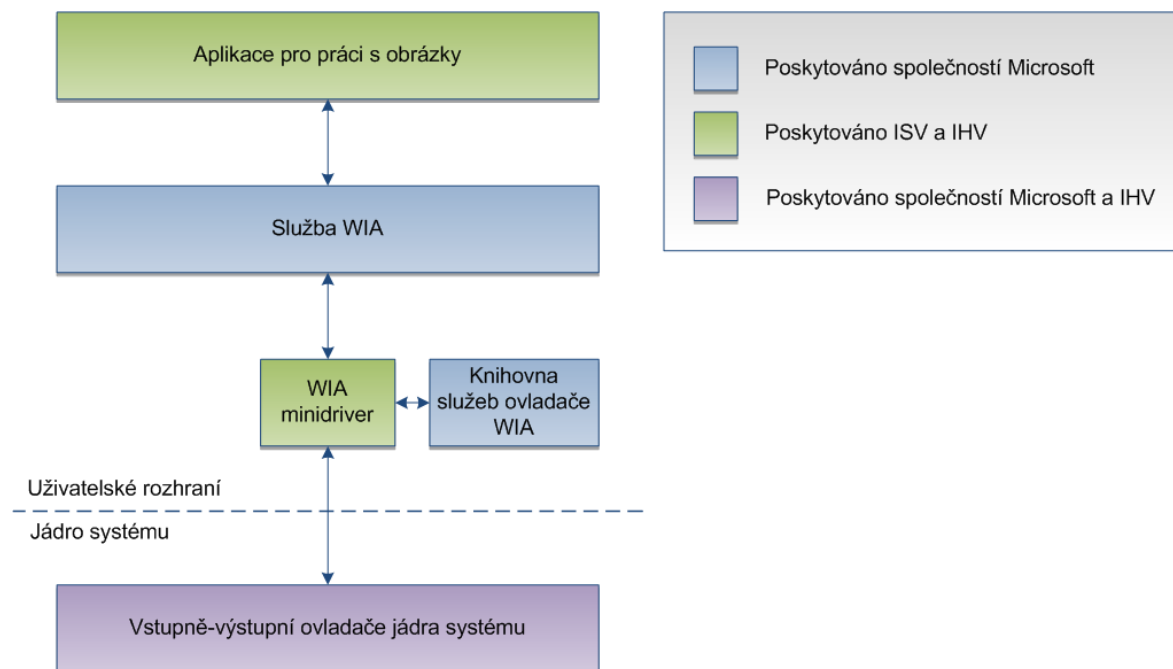 Aplikace pro práci s obrázky
Služba WIA
WIA
minidriver
Knihovna
služeb ovladače
WIA
Uživatelské rozhraní
Jádro systému
Vstupně-výstupní ovladače jádra systému
Poskytováno společností Microsoft
Poskytováno ISV a IHV
Poskytováno společností Microsoft a IHV